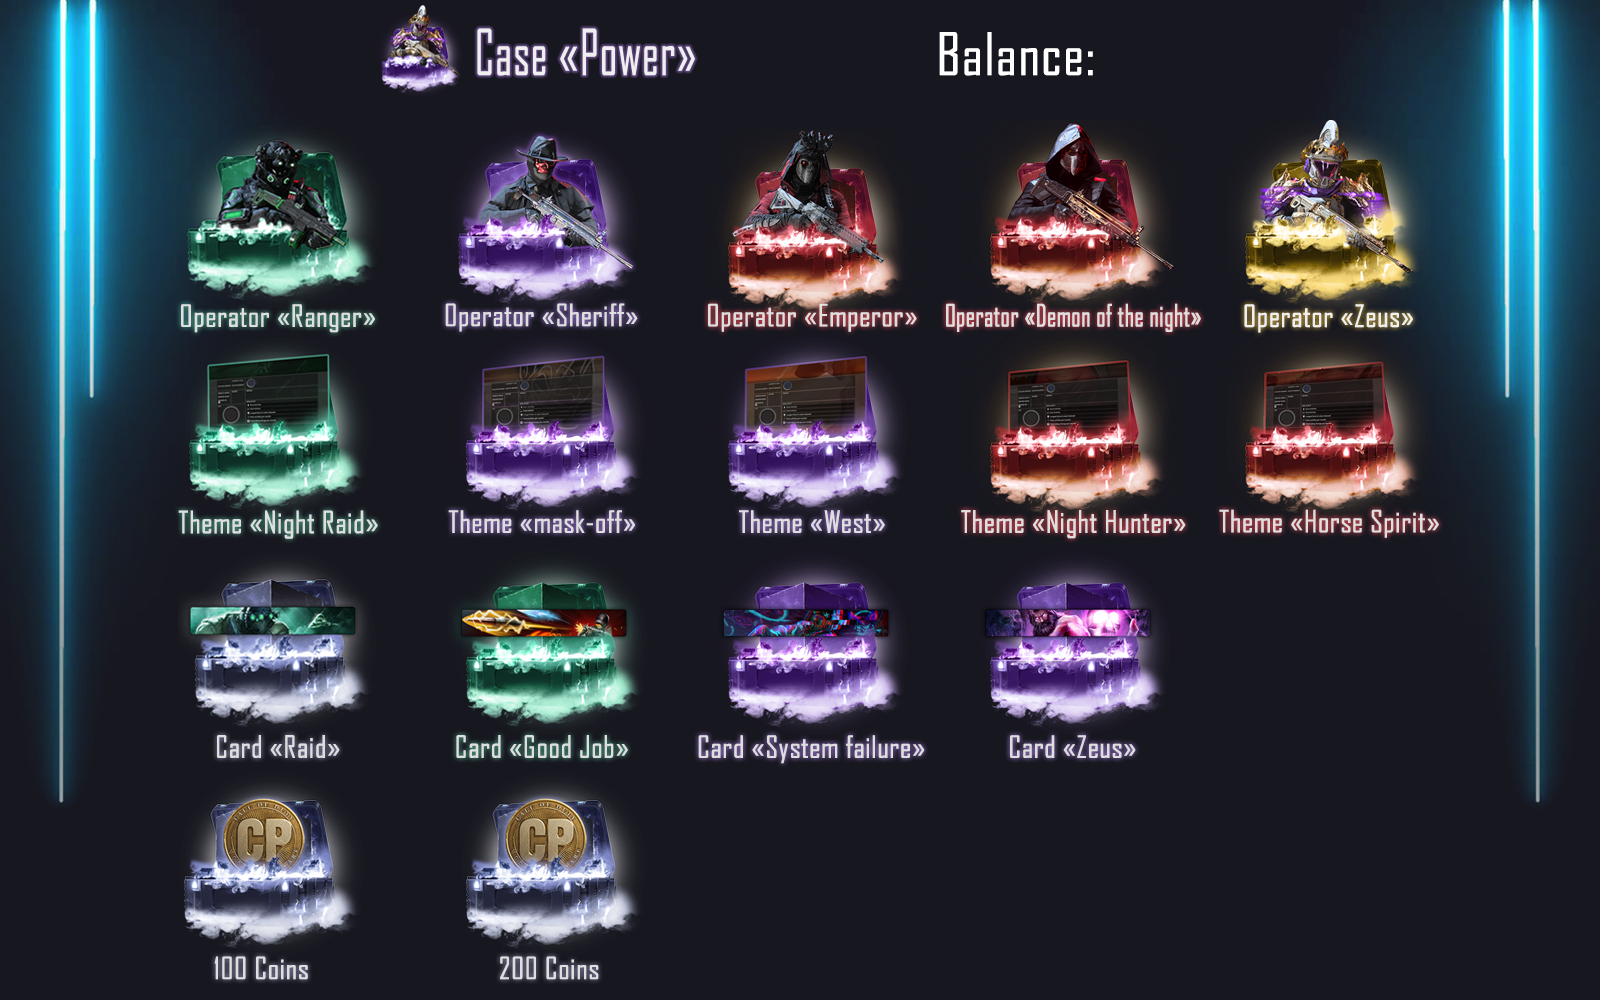 Case «Power»
Balance:
Operator «Ranger»
Operator «Sheriff»
Operator «Emperor»
Operator «Demon of the night»
Operator «Zeus»
Theme «Night Raid»
Theme «mask-off»
Theme «West»
Theme «Night Hunter»
Theme «Horse Spirit»
Card «Raid»
Card «Good Job»
Card «System failure»
Card «Zeus»
CP
CP
100 Coins
200 Coins